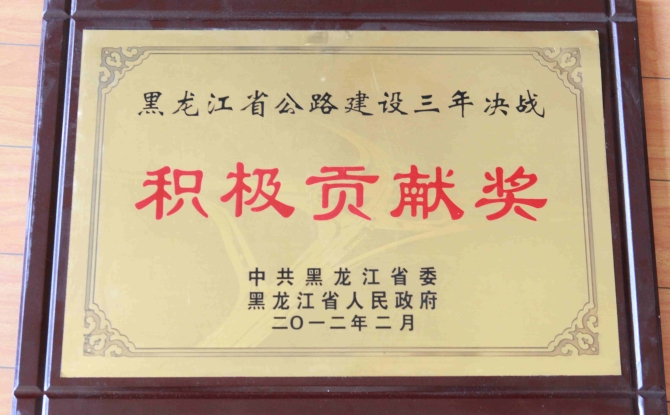 黑龙江省公路建设三年决战
积极贡献奖
中共黑龙江省委
黑龙江省人民政府
二〇一二年二月